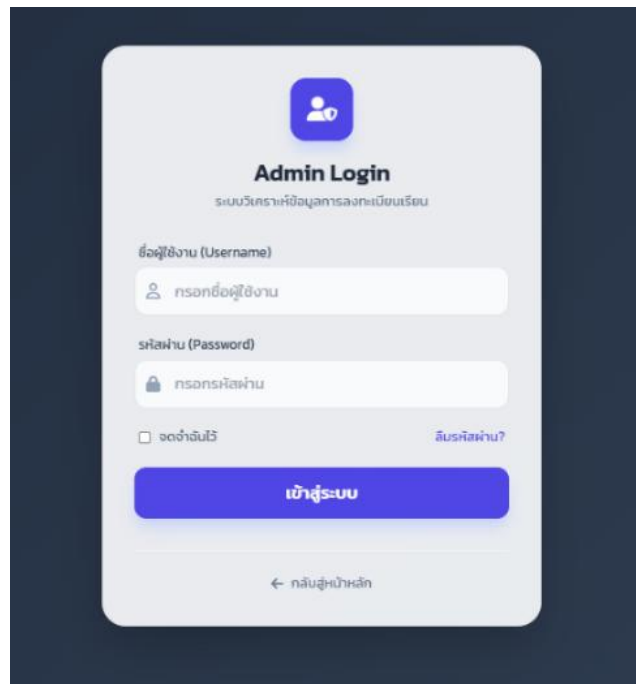 Admin Login
ระบบวิเคราะห์ข้อมูลการลงทะเบียนเรียน
ชื่อผู้ใช้งาน (Username)
กรอกชื่อผู้ใช้งาน
รหัสผ่าน (Password)
กรอกรหัสผ่าน
จดจำฉันไว้ ลืมรหัสผ่าน?
เข้าสู่ระบบ
← กลับสู่หน้าหลัก